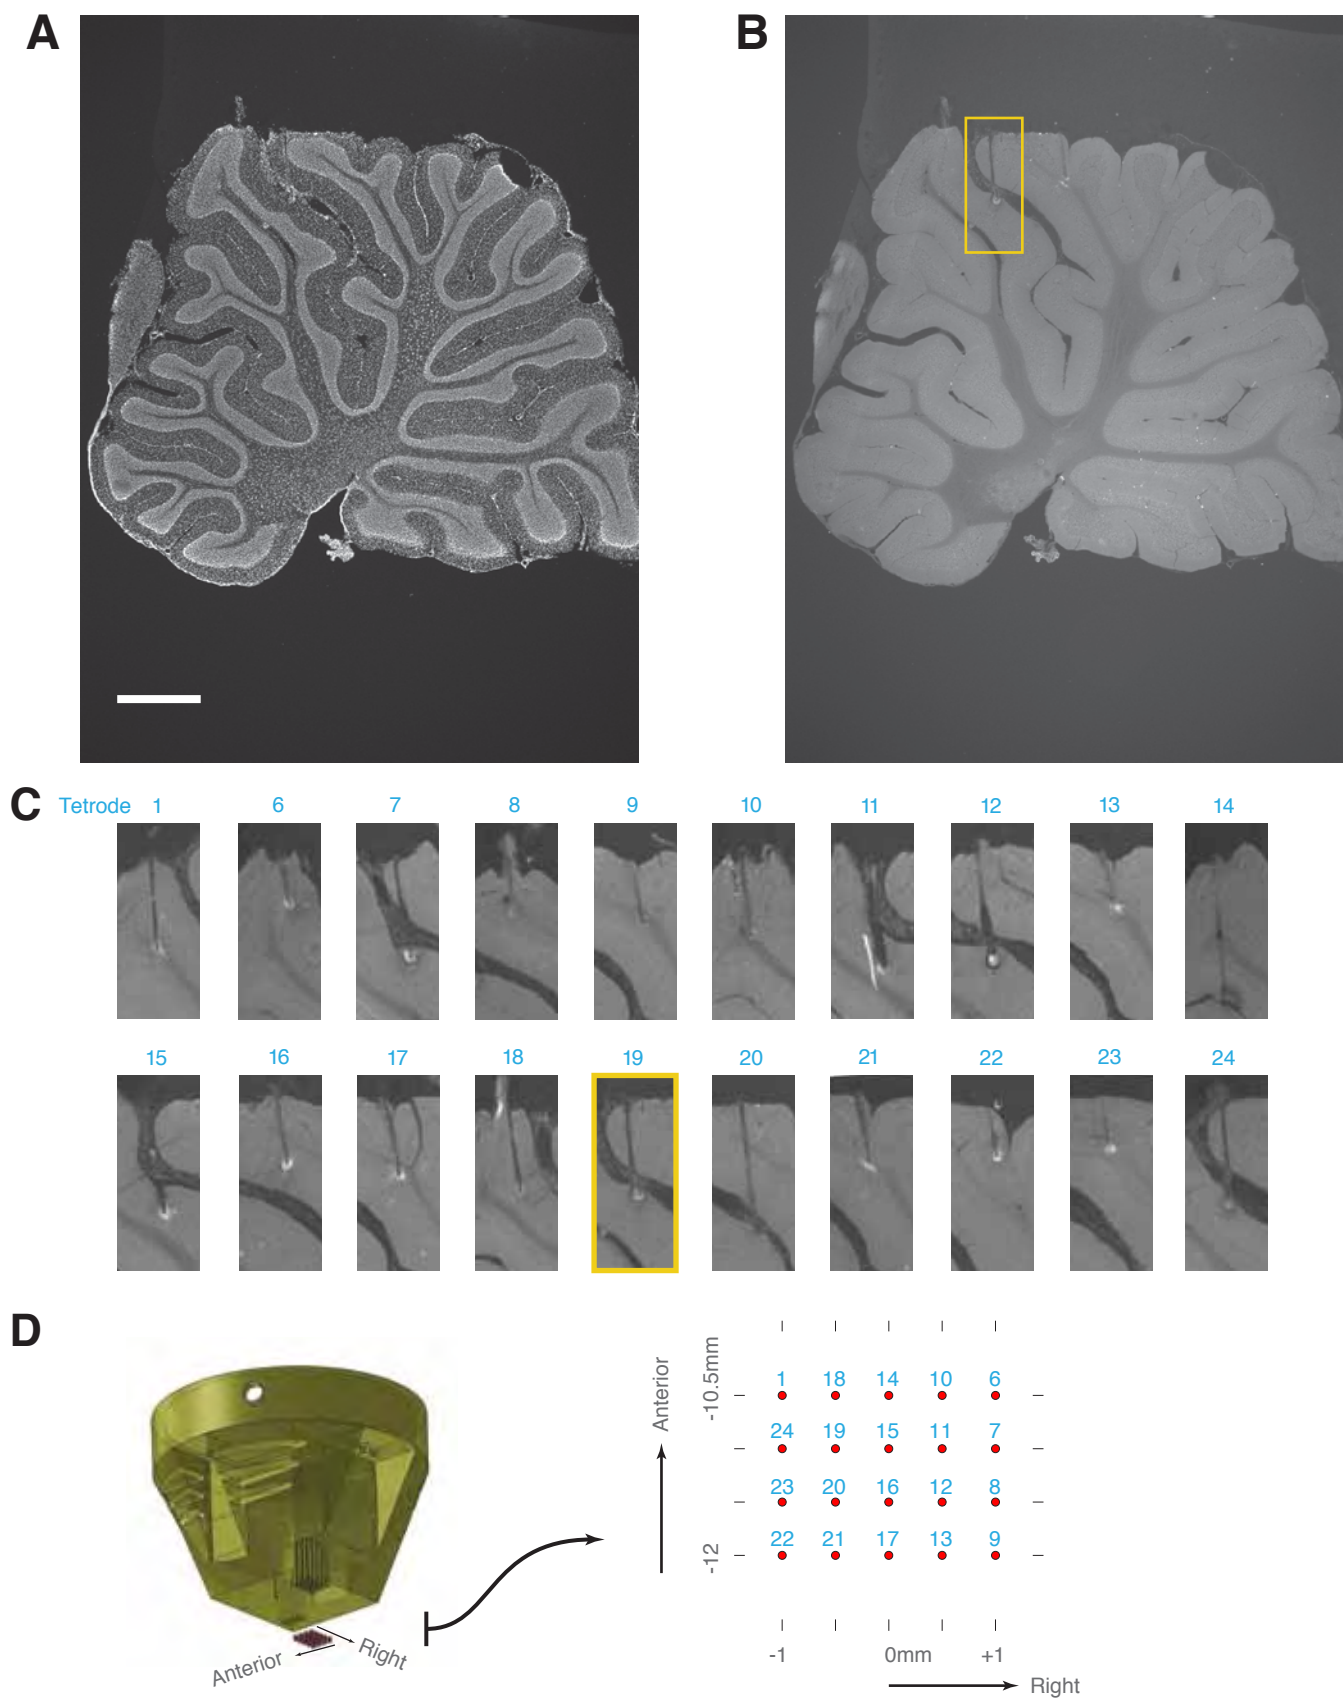 A
B
C
Tetrode 1 6 7 8 9 10 11 12 13 14
15 16 17 18 19 20 21 22 23 24
D
Anterior
Right
Anterior
-10.5mm
-12
1 18 14 10 6
24 19 15 11 7
23 20 16 12 8
22 21 17 13 9
-1 0mm +1
Right